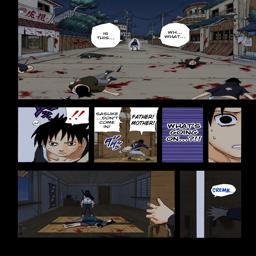 IS
THIS...
WH...
WHAT...
!!
SASUKE
...DON'T
COME
IN!
FATHER!
MOTHER!
WHAT'S
GOING
ON...?!!
CREAK...